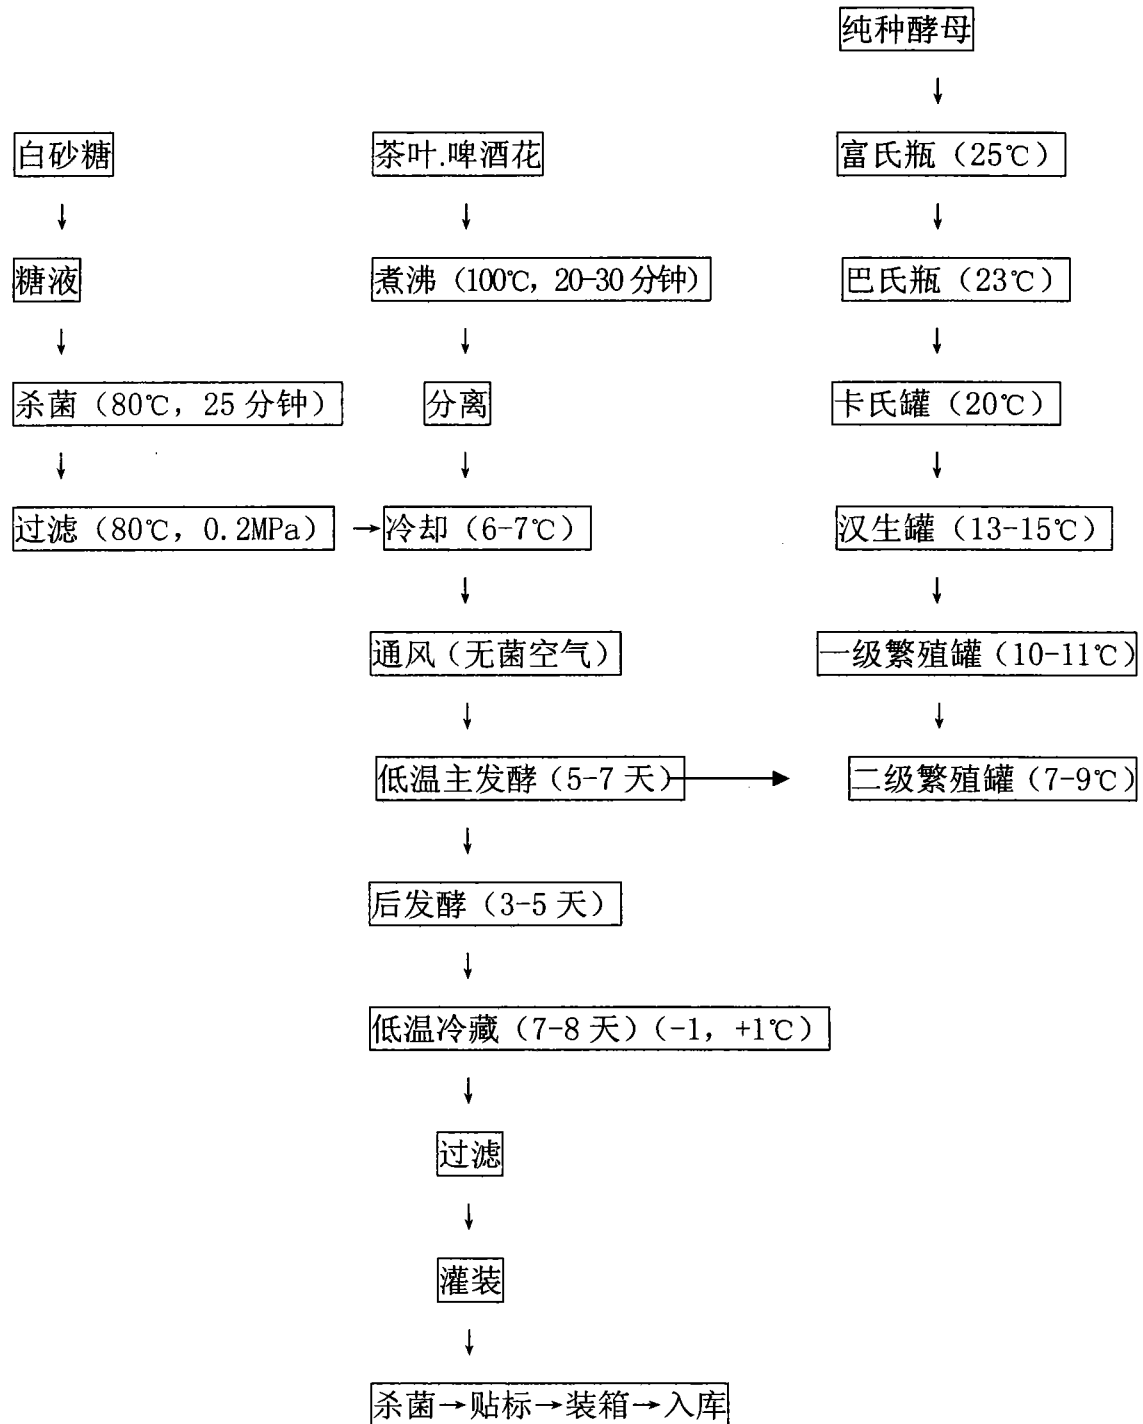 纯种酵母
↓
白砂糖 茶叶.啤酒花 富氏瓶（25℃）
↓ ↓ ↓
糖液 煮沸（100℃，20-30分钟） 巴氏瓶（23℃）
↓ ↓ ↓
杀菌（80℃，25分钟） 分离 卡氏罐（20℃）
↓ ↓ ↓
过滤（80℃，0.2MPa） →冷却（6-7℃） 汉生罐（13-15℃）
↓ ↓
通风（无菌空气） 一级繁殖罐（10-11℃）
↓ ↓
低温主发酵（5-7天）→ 二级繁殖罐（7-9℃）
↓
后发酵（3-5天）
↓
低温冷藏（7-8天）（-1，+1℃）
↓
过滤
↓
灌装
↓
杀菌→贴标→装箱→入库